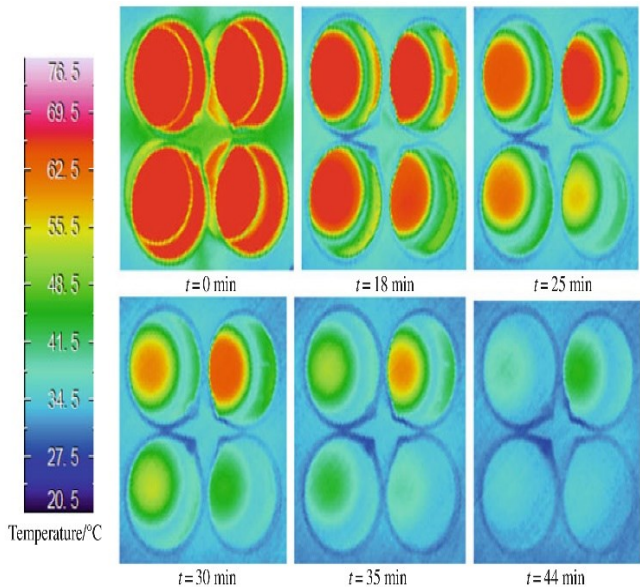 76.5
69.5
62.5
55.5
48.5
41.5
34.5
27.5
20.5
Temperature/°C
t = 0 min
t = 18 min
t = 25 min
t = 30 min
t = 35 min
t = 44 min